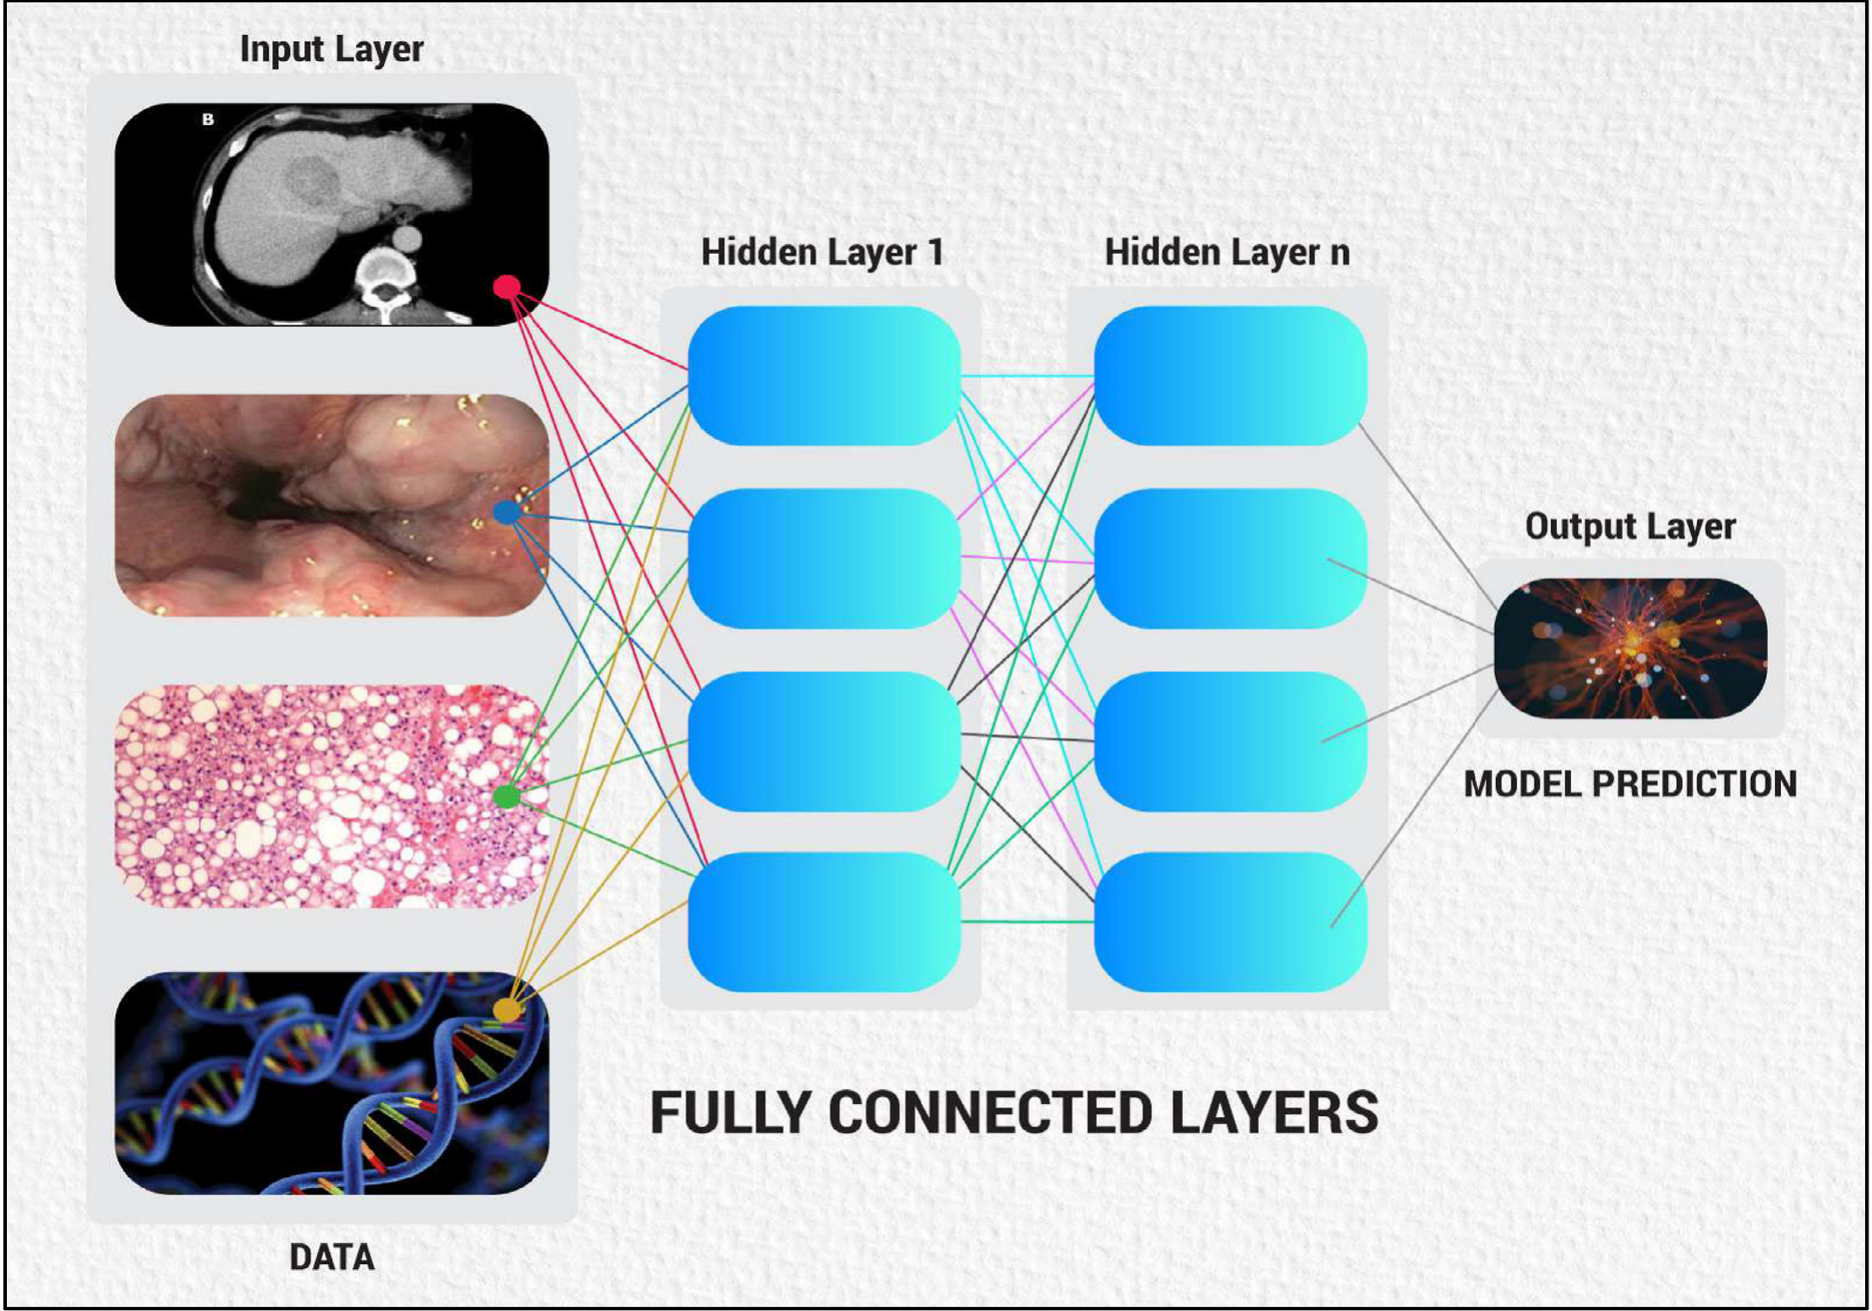 Input Layer
B
Hidden Layer 1
Hidden Layer n
Output Layer
MODEL PREDICTION
FULLY CONNECTED LAYERS
DATA